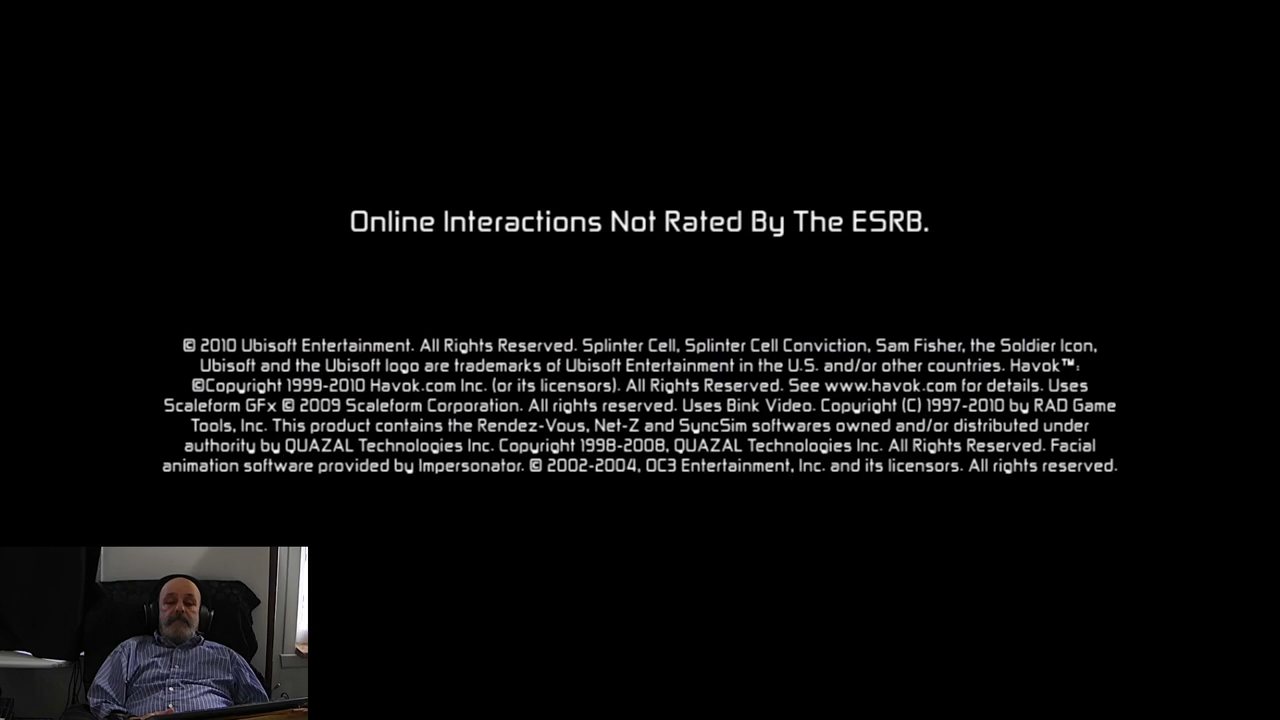 Online Interactions Not Rated By The ESRB.
© 2010 Ubisoft Entertainment. All Rights Reserved. Splinter Cell, Splinter Cell Conviction, Sam Fisher, the Soldier Icon,
Ubisoft and the Ubisoft logo are trademarks of Ubisoft Entertainment in the U.S. and/or other countries. Havok™:
©Copyright 1999-2010 Havok.com Inc. (or its licensors). All Rights Reserved. See www.havok.com for details. Uses
Scaleform GFx © 2009 Scaleform Corporation. All rights reserved. Uses Bink Video. Copyright (C) 1997-2010 by RAD Game
Tools, Inc. This product contains the Rendez-Vous, Net-Z and SyncSim softwares owned and/or distributed under
authority by QUAZAL Technologies Inc. Copyright 1998-2008, QUAZAL Technologies Inc. All Rights Reserved. Facial
animation software provided by Impersonator. © 2002-2004, OC3 Entertainment, Inc. and its licensors. All rights reserved.